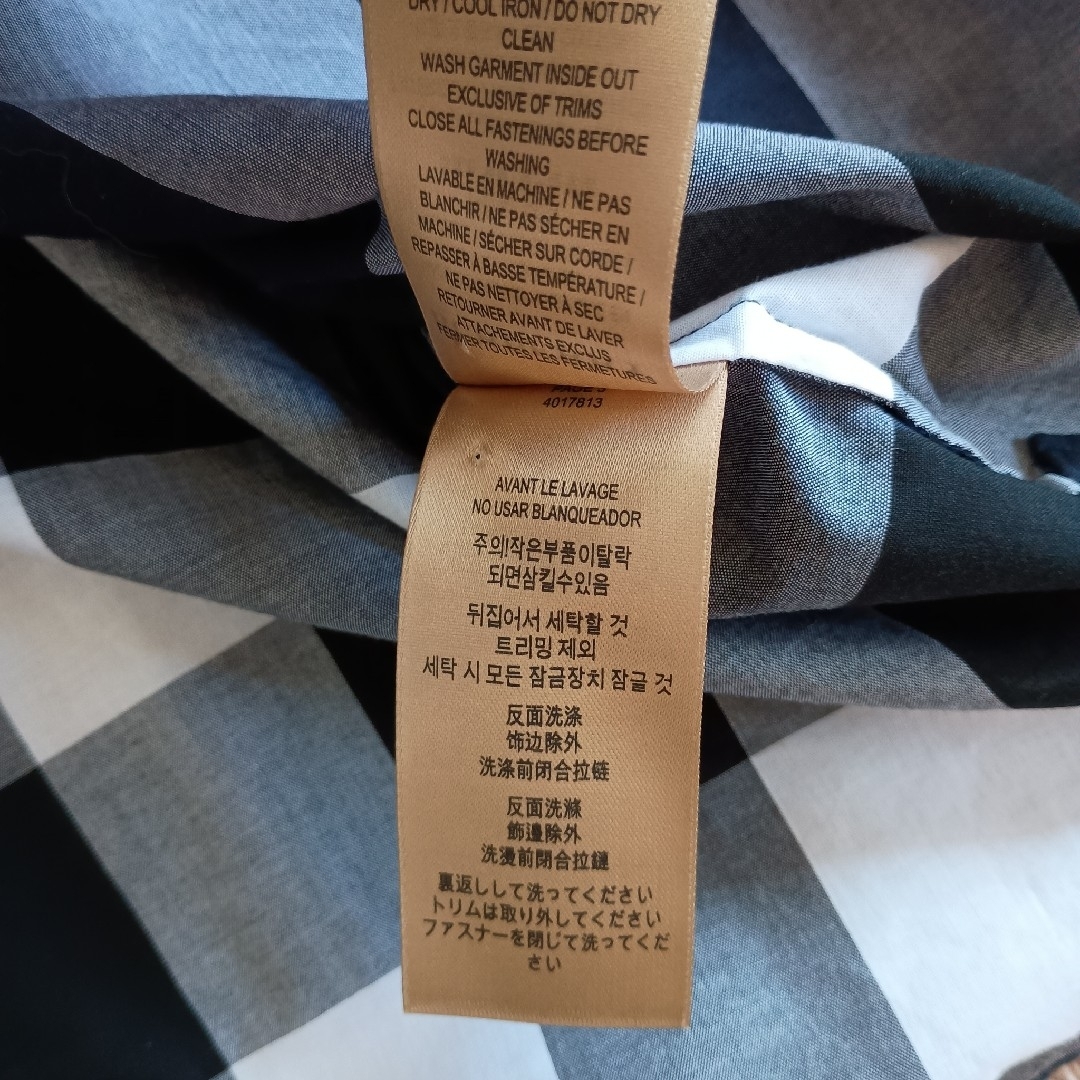 DRY / COOL IRON / DO NOT DRY
CLEAN
WASH GARMENT INSIDE OUT
EXCLUSIVE OF TRIMS
CLOSE ALL FASTENINGS BEFORE
WASHING
LAVABLE EN MACHINE / NE PAS
BLANCHIR / NE PAS SÉCHER EN
MACHINE / SÉCHER SUR CORDE /
REPASSER À BASSE TEMPÉRATURE /
NE PAS NETTOYER À SEC
RETOURNER AVANT DE LAVER
ATTACHEMENTS EXCLUS
FERMER TOUTES LES FERMETURES
4017813
AVANT LE LAVAGE
NO USAR BLANQUEADOR
주의!작은부품이탈락
되면삼킬수있음
뒤집어서 세탁할 것
트리밍 제외
세탁 시 모든 잠금장치 잠글 것
反面洗涤
饰边除外
洗涤前闭合拉链
反面洗滌
飾邊除外
洗燙前閉合拉鏈
裏返しして洗ってください
トリムは取り外してください
ファスナーを閉じて洗ってくだ
さい